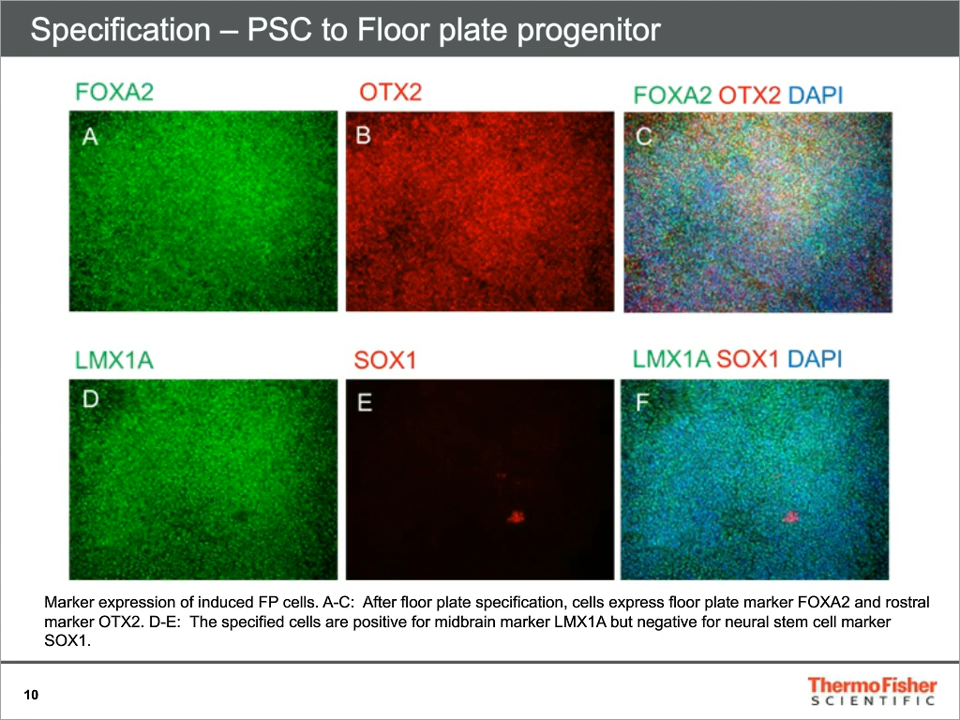 Specification – PSC to Floor plate progenitor
FOXA2
OTX2
FOXA2 OTX2 DAPI
A
B
C
LMX1A
SOX1
LMX1A SOX1 DAPI
D
E
F
Marker expression of induced FP cells. A-C:  After floor plate specification, cells express floor plate marker FOXA2 and rostral
marker OTX2. D-E:  The specified cells are positive for midbrain marker LMX1A but negative for neural stem cell marker
SOX1.
10
ThermoFisher
SCIENTIFIC